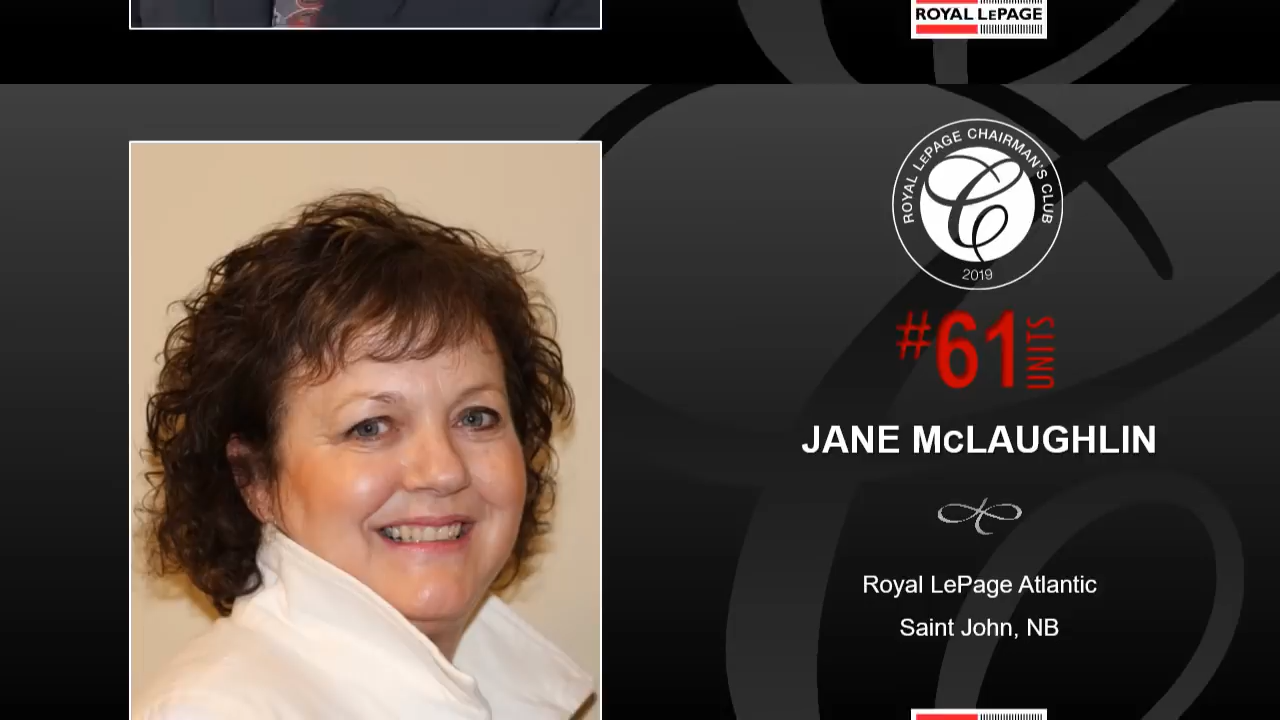 ROYAL LEPAGE
ROYAL LEPAGE CHAIRMAN'S CLUB
2019
#61 UNITS
JANE McLAUGHLIN
Royal LePage Atlantic
Saint John, NB